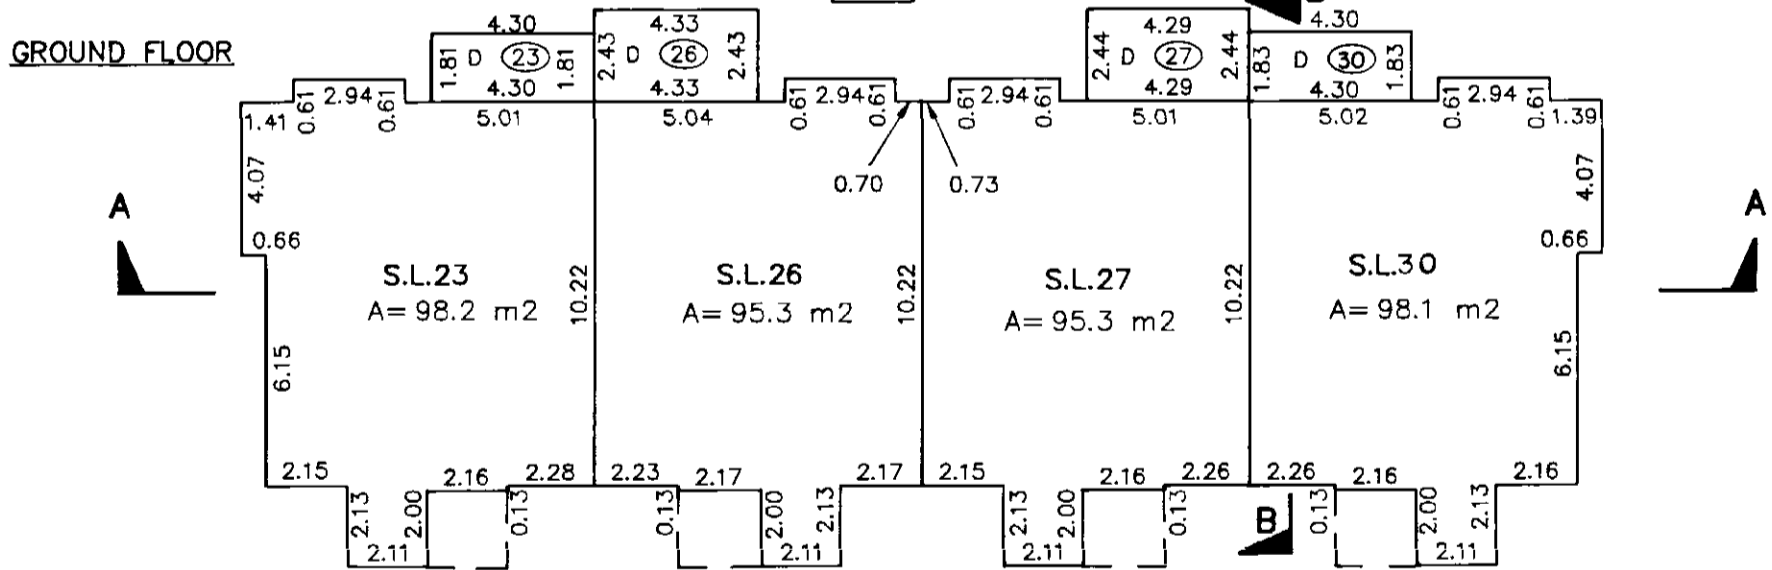 GROUND FLOOR
4.30 4.33 4.29 4.30
1.81 D 23 1.81 2.43 D 26 2.43 2.44 D 27 2.44 1.83 D 30 1.83
4.30 4.33 4.29 4.30
1.41 0.61 2.94 0.61 5.01 5.04 0.61 2.94 0.61 0.61 2.94 0.61 5.01 5.02 0.61 2.94 0.61 1.39
4.07 0.70 0.73 4.07
A A
0.66 0.66
S.L.23 S.L.26 S.L.27 S.L.30
A= 98.2 m2 A= 95.3 m2 A= 95.3 m2 A= 98.1 m2
10.22 10.22 10.22
6.15 6.15
2.15 2.16 2.28 2.23 2.17 2.17 2.15 2.16 2.26 2.26 2.16 2.16
2.13 2.00 0.13 0.13 2.00 2.13 2.13 2.00 0.13 B 0.13 2.00 2.13
2.11 2.11 2.11 2.11